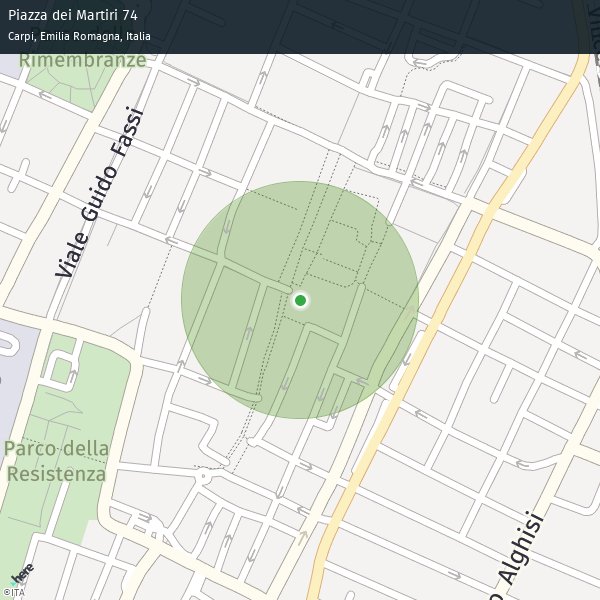 Piazza dei Martiri 74
Carpi, Emilia Romagna, Italia
Rimembranze
Viale Guido Fassi
Parco della
Resistenza
Alghisi
here
©ITA